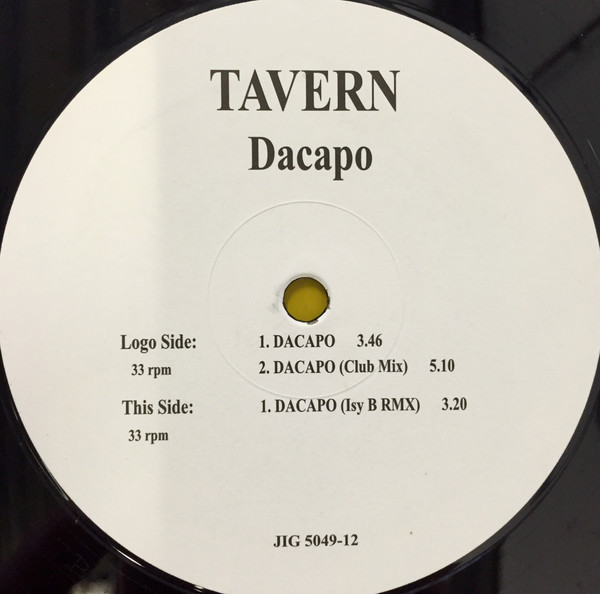 TAVERN
Dacapo
Logo Side: 1. DACAPO 3.46
33 rpm 2. DACAPO (Club Mix) 5.10
This Side: 1. DACAPO (Isy B RMX) 3.20
33 rpm
JIG 5049-12